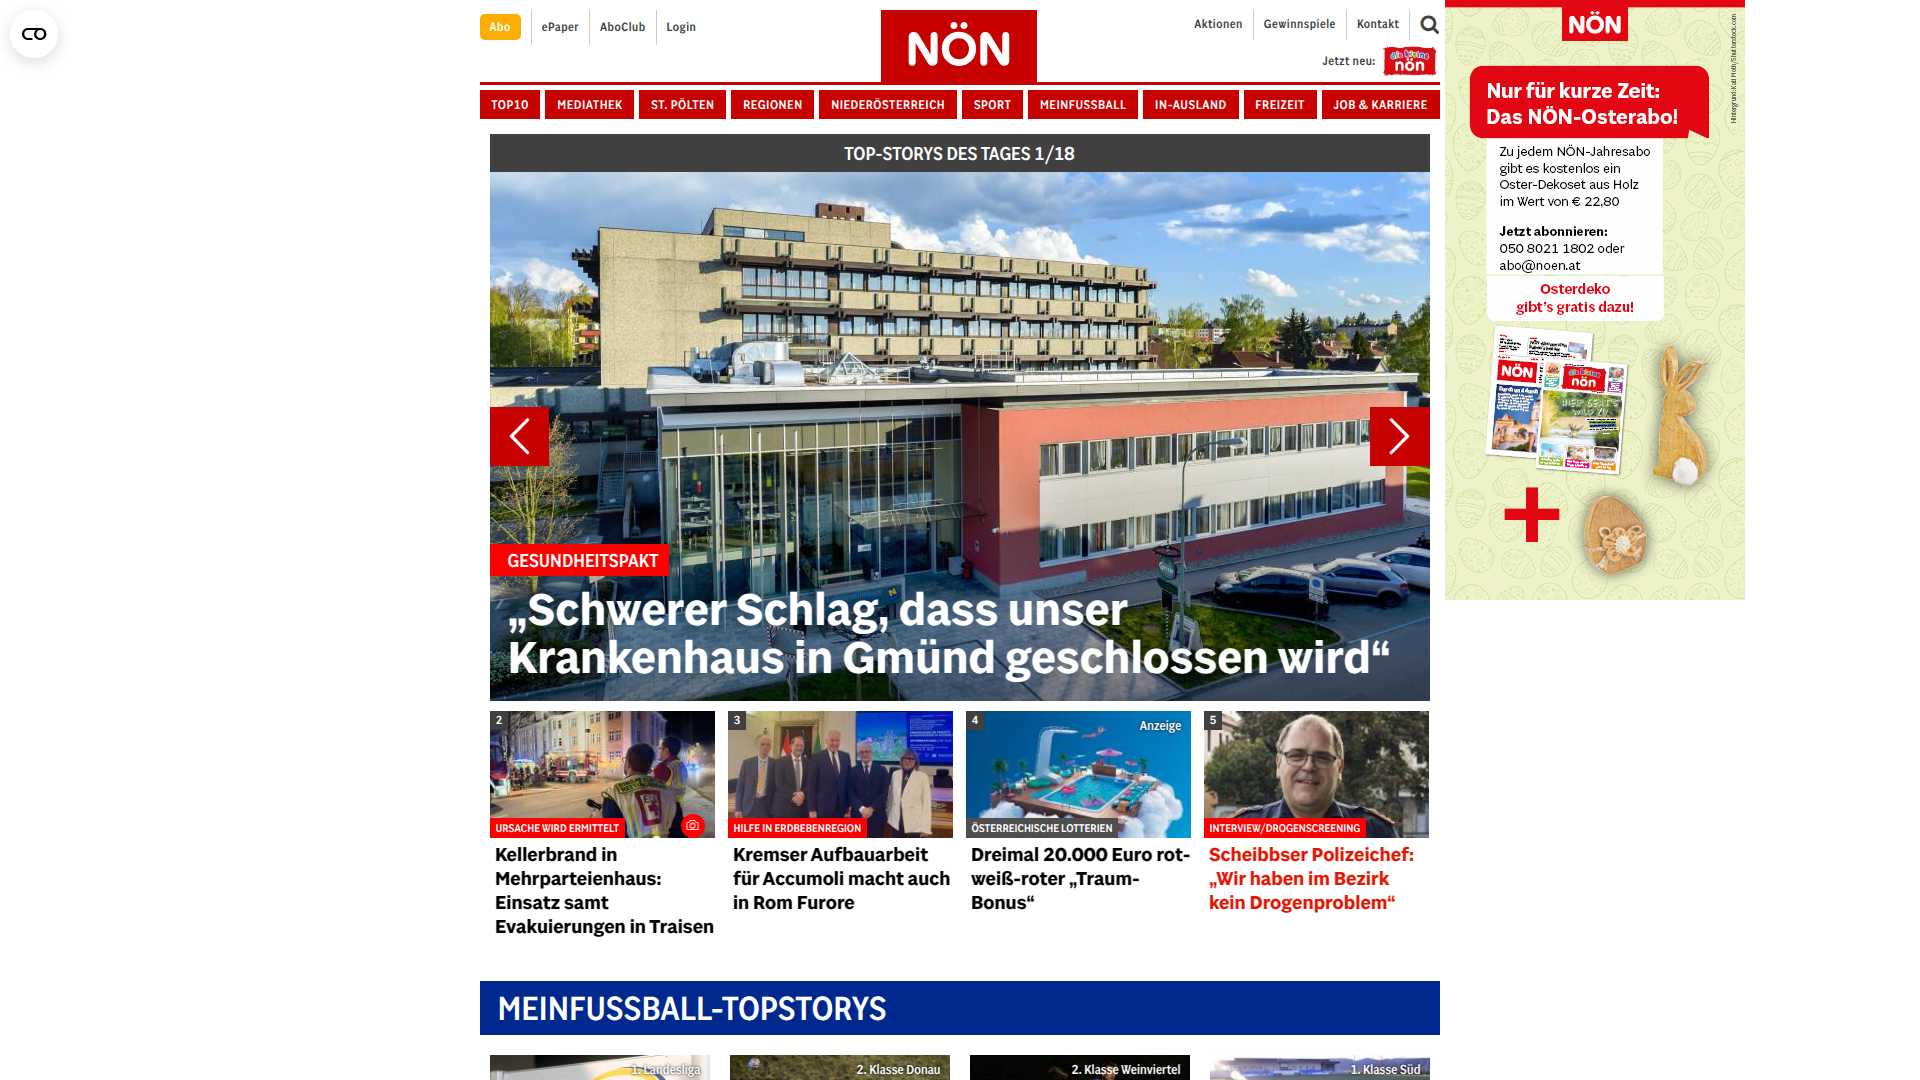 Abo
ePaper
AboClub
Login
NÖN
Aktionen
Gewinnspiele
Kontakt
Jetzt neu:
die kleine
nön
TOP10
MEDIATHEK
ST. PÖLTEN
REGIONEN
NIEDERÖSTERREICH
SPORT
MEINFUSSBALL
IN-AUSLAND
FREIZEIT
JOB & KARRIERE
TOP-STORYS DES TAGES 1/18
GESUNDHEITSPAKT
„Schwerer Schlag, dass unser
Krankenhaus in Gmünd geschlossen wird“
2
URSACHE WIRD ERMITTELT
Kellerbrand in
Mehrparteienhaus:
Einsatz samt
Evakuierungen in Traisen
3
HILFE IN ERDBEBENREGION
Kremser Aufbauarbeit
für Accumoli macht auch
in Rom Furore
4
Anzeige
ÖSTERREICHISCHE LOTTERIEN
Dreimal 20.000 Euro rot-
weiß-roter „Traum-
Bonus“
5
INTERVIEW/DROGENSCREENING
Scheibbser Polizeichef:
„Wir haben im Bezirk
kein Drogenproblem“
MEINFUSSBALL-TOPSTORYS
1. Landesliga
2. Klasse Donau
2. Klasse Weinviertel
1. Klasse Süd
NÖN
Nur für kurze Zeit:
Das NÖN-Osterabo!
Zu jedem NÖN-Jahresabo
gibt es kostenlos ein
Oster-Dekoset aus Holz
im Wert von € 22,80
Jetzt abonnieren:
050 8021 1802 oder
abo@noen.at
Osterdeko
gibt's gratis dazu!
NÖN
die kleine
nön
+